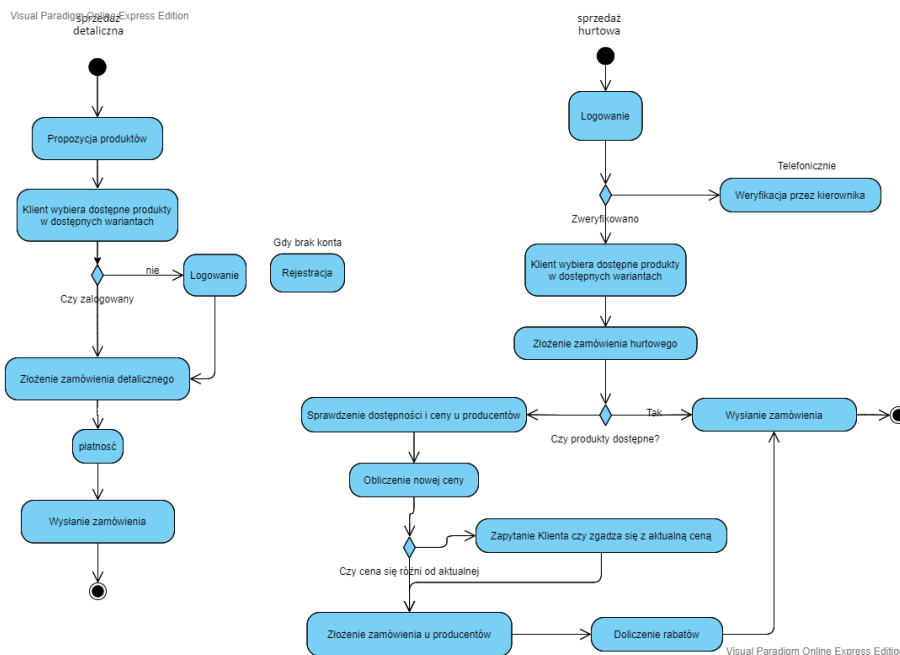 Visual Paradigm Online Express Edition
sprzedaż
detaliczna
Propozycja produktów
Klient wybiera dostępne produkty
w dostępnych wariantach
nie
Logowanie
Gdy brak konta
Rejestracja
Czy zalogowany
Złożenie zamówienia detalicznego
płatnosć
Wysłanie zamówienia
sprzedaż
hurtowa
Logowanie
Telefonicznie
Weryfikacja przez kierownika
Zweryfikowano
Klient wybiera dostępne produkty
w dostępnych wariantach
Złożenie zamówienia hurtowego
Sprawdzenie dostępności i ceny u producentów
Tak
Wysłanie zamówienia
Czy produkty dostępne?
Obliczenie nowej ceny
Zapytanie Klienta czy zgadza się z aktualną ceną
Czy cena się różni od aktualnej
Złożenie zamówienia u producentów
Doliczenie rabatów
Visual Paradigm Online Express Edition